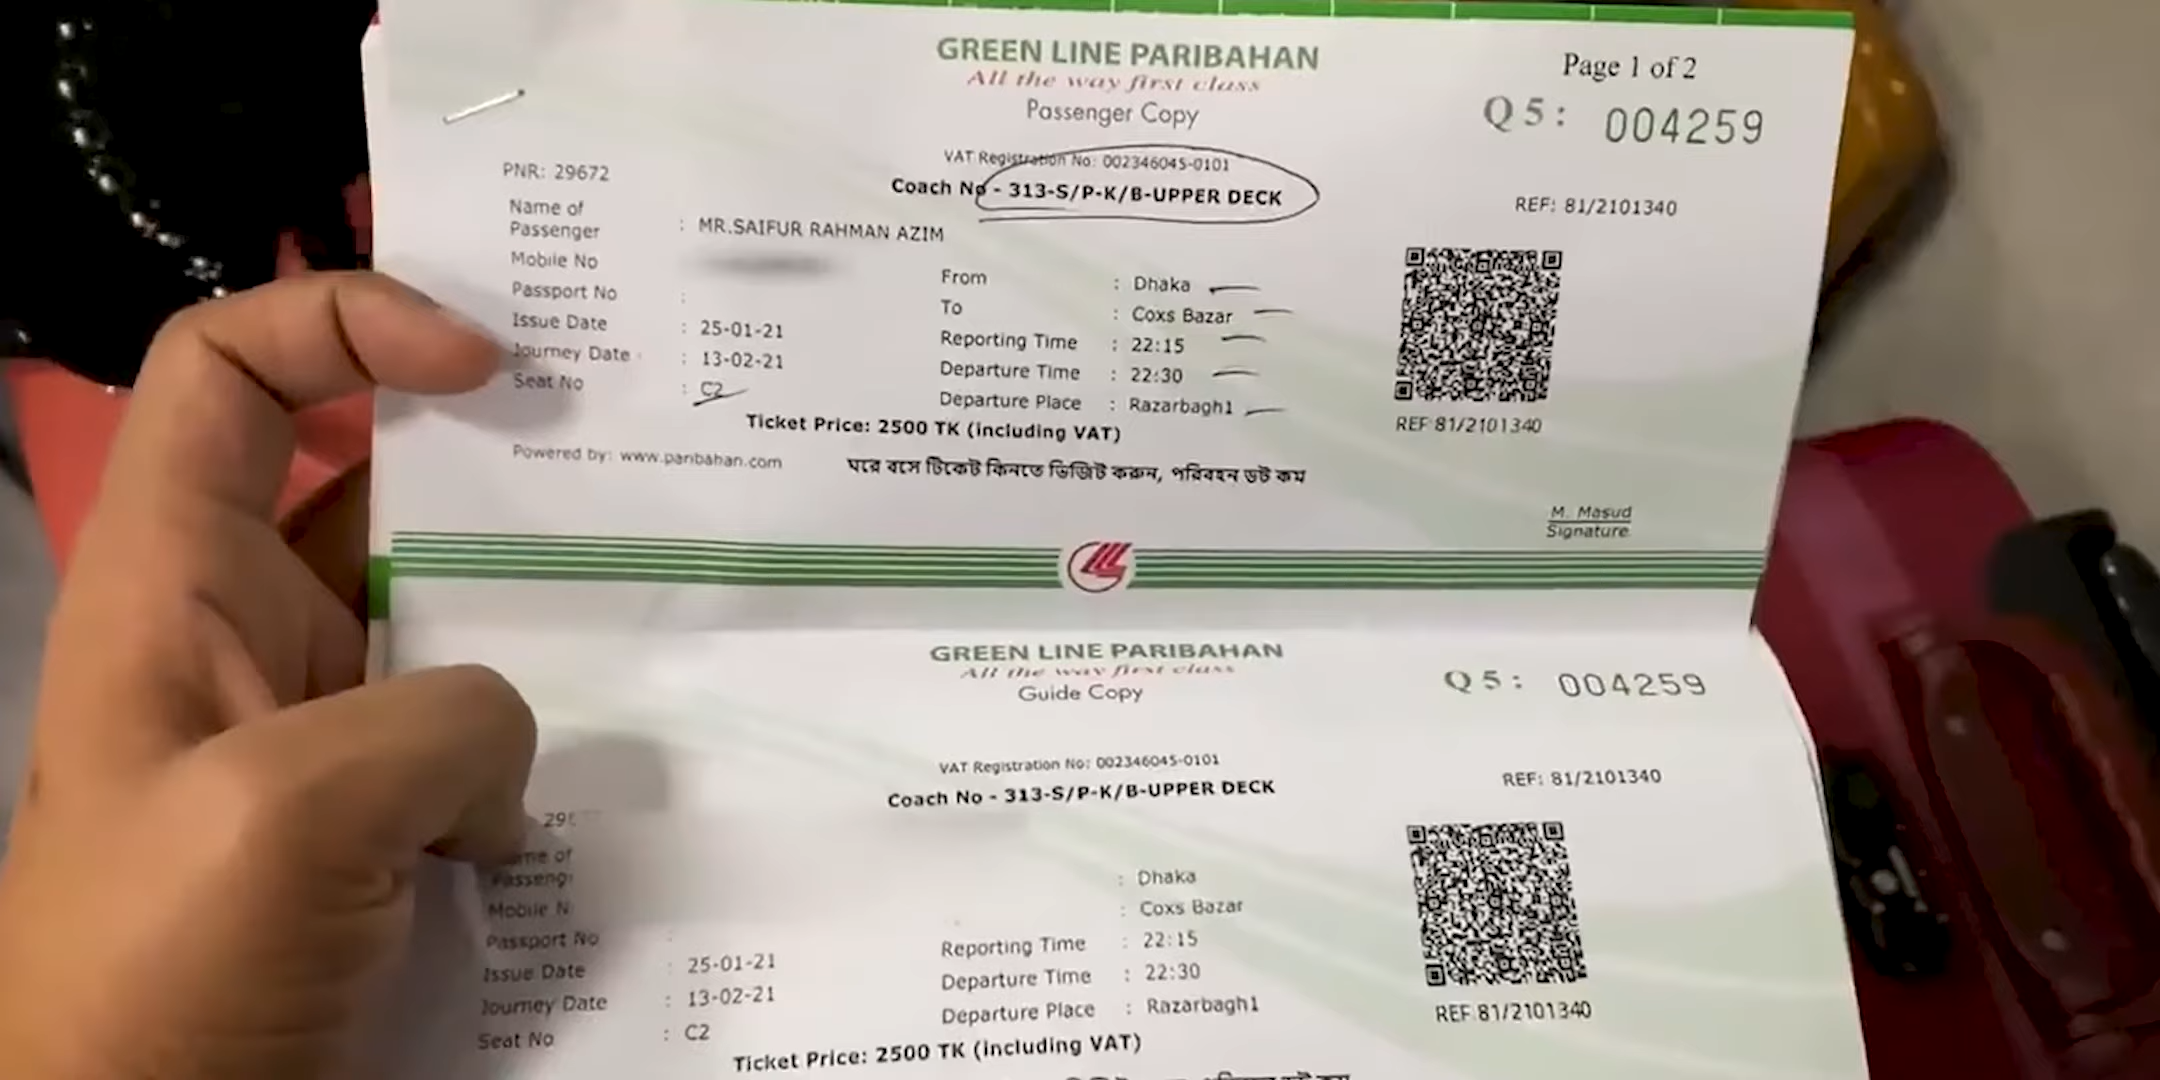 GREEN LINE PARIBAHAN
All the way first class
Passenger Copy
Page 1 of 2
Q5: 004259
VAT Registration No: 002346045-0101
Coach No - 313-S/P-K/B-UPPER DECK
PNR: 29672
REF: 81/2101340
Name of Passenger : MR.SAIFUR RAHMAN AZIM
Mobile No
Passport No :
Issue Date : 25-01-21
Journey Date : 13-02-21
Seat No : C2
From : Dhaka
To : Coxs Bazar
Reporting Time : 22:15
Departure Time : 22:30
Departure Place : Razarbagh1
REF:81/2101340
Ticket Price: 2500 TK (including VAT)
Powered by: www.paribahan.com
ঘরে বসে টিকেট কিনতে ভিজিট করুন, পরিবহন ডট কম
M. Masud
Signature
GREEN LINE PARIBAHAN
All the way first class
Guide Copy
Q5: 004259
VAT Registration No: 002346045-0101
Coach No - 313-S/P-K/B-UPPER DECK
REF: 81/2101340
: Dhaka
: Coxs Bazar
Passport No :
Issue Date : 25-01-21
Journey Date : 13-02-21
Seat No : C2
Reporting Time : 22:15
Departure Time : 22:30
Departure Place : Razarbagh1
REF:81/2101340
Ticket Price: 2500 TK (including VAT)